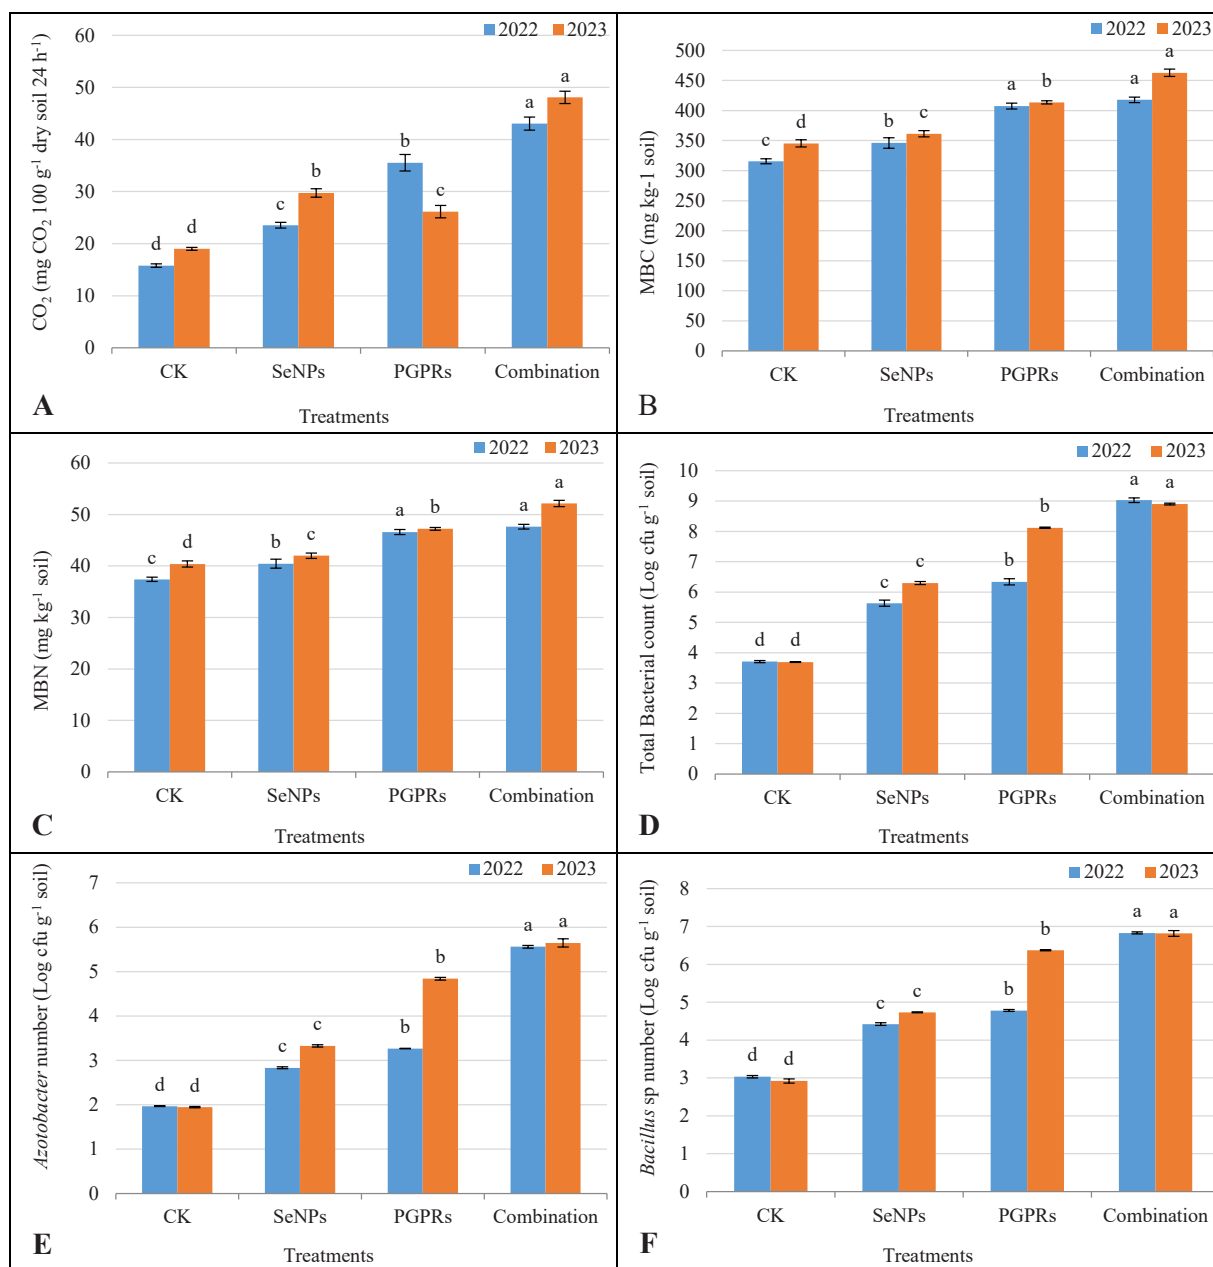 2022 2023
CO₂ (mg CO₂ 100 g⁻¹ dry soil 24 h⁻¹)
60
50
40
30
20
10
0
d d
c b
b c
a a
CK SeNPs PGPRs Combination
Treatments
A
2022 2023
MBC (mg kg-1 soil)
500
450
400
350
300
250
200
150
100
50
0
c d
b c
a b
a a
CK SeNPs PGPRs Combination
Treatments
B
2022 2023
MBN (mg kg⁻¹ soil)
60
50
40
30
20
10
0
c d
b c
a b
a a
CK SeNPs PGPRs Combination
Treatments
C
2022 2023
Total Bacterial count (Log cfu g⁻¹ soil)
10
9
8
7
6
5
4
3
2
1
0
d d
c c
b b
a a
CK SeNPs PGPRs Combination
Treatments
D
2022 2023
Azotobacter number (Log cfu g⁻¹ soil)
7
6
5
4
3
2
1
0
d d
c c
b b
a a
CK SeNPs PGPRs Combination
Treatments
E
2022 2023
Bacillus sp number (Log cfu g⁻¹ soil)
8
7
6
5
4
3
2
1
0
d d
c c
b b
a a
CK SeNPs PGPRs Combination
Treatments
F